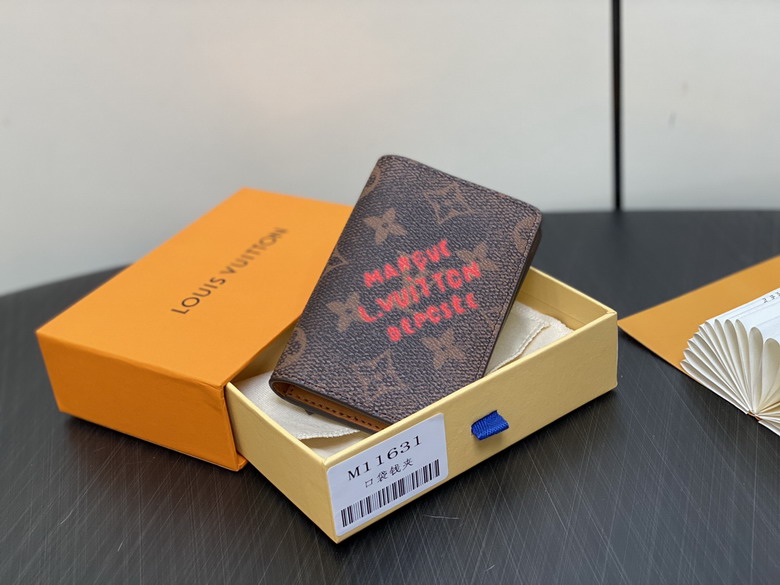 LOUIS VUITTON
MARQUE
L.VUITTON
DEPOSEE
M11631
口袋钱夹